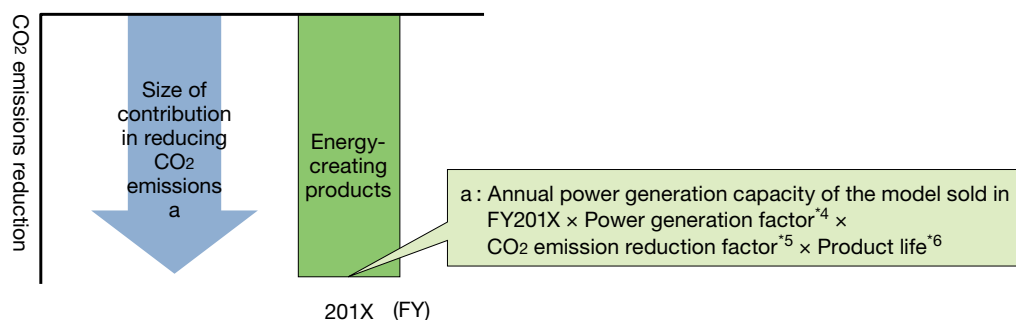 CO2 emissions reduction
Size of
contribution
in reducing
CO2
emissions
a
Energy-
creating
products
a : Annual power generation capacity of the model sold in
FY201X × Power generation factor*4 ×
CO2 emission reduction factor*5 × Product life*6
201X (FY)